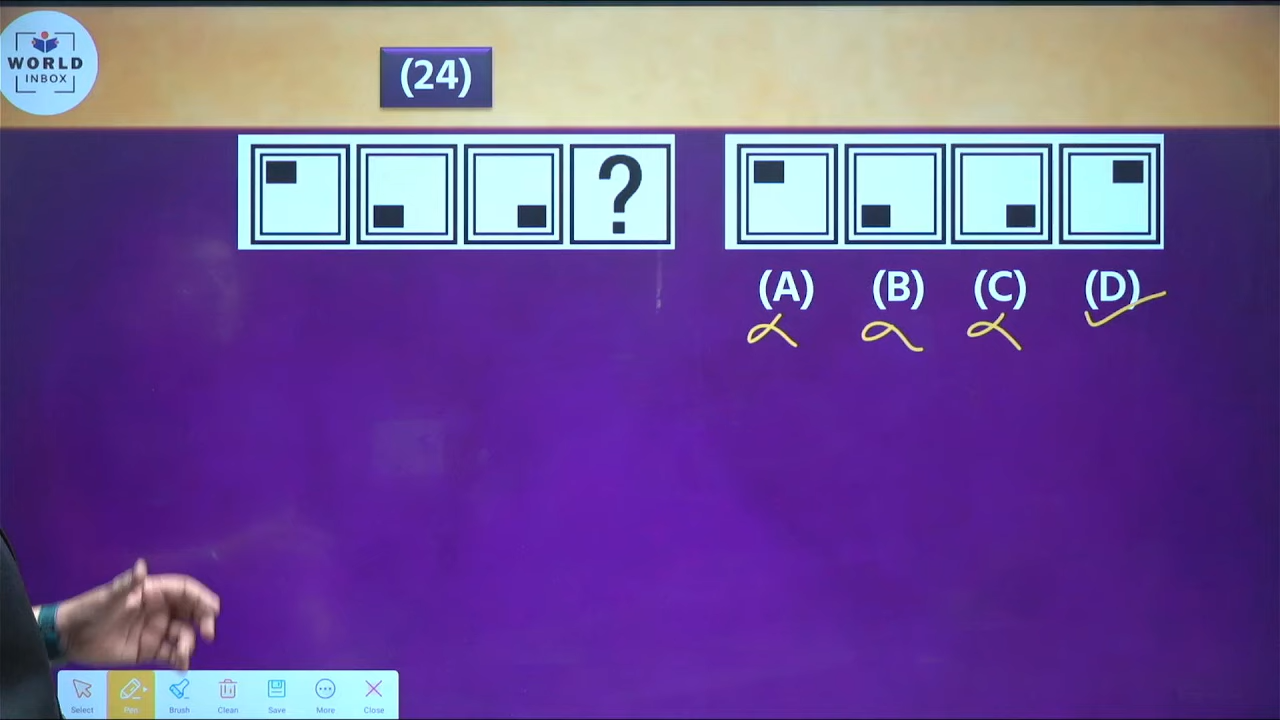 WORLD
INBOX
(24)
?
(A) (B) (C) (D)
Select Pen Brush Clean Save More Close